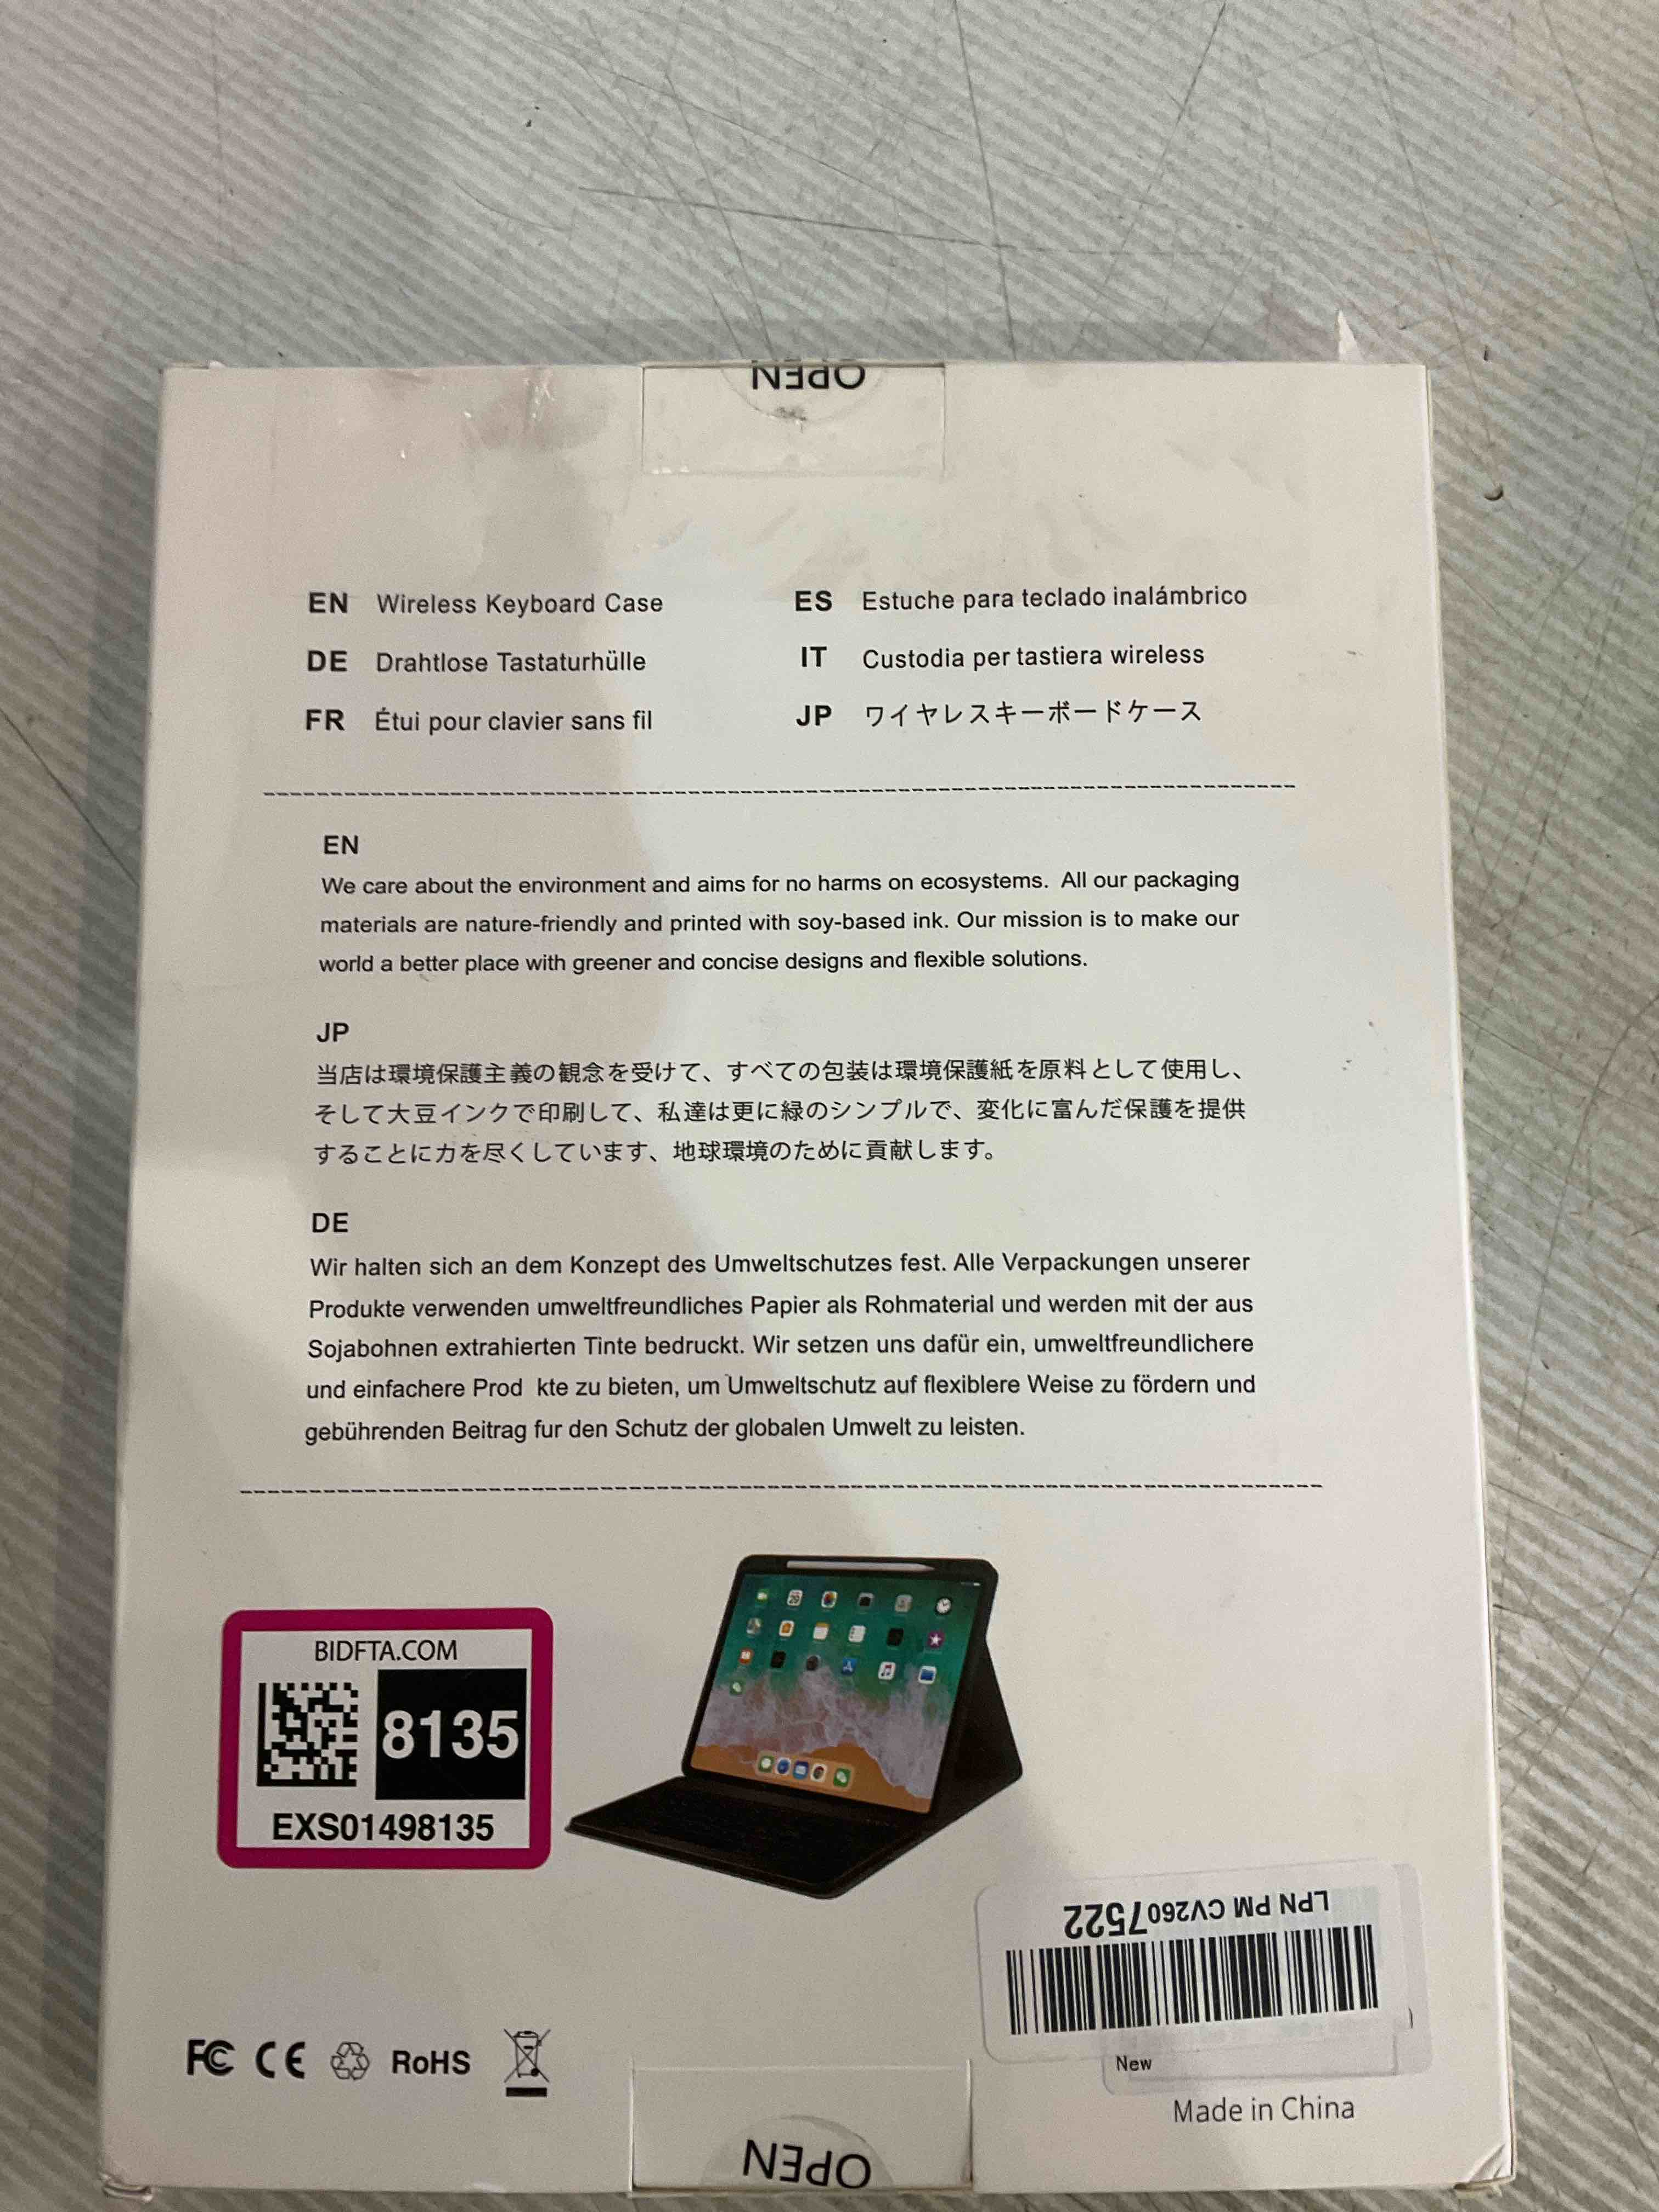 OPEN
EN Wireless Keyboard Case
DE Drahtlose Tastaturhülle
FR Étui pour clavier sans fil
ES Estuche para teclado inalámbrico
IT Custodia per tastiera wireless
JP ワイヤレスキーボードケース
EN
We care about the environment and aims for no harms on ecosystems. All our packaging
materials are nature-friendly and printed with soy-based ink. Our mission is to make our
world a better place with greener and concise designs and flexible solutions.
JP
当店は環境保護主義の観念を受けて、すべての包装は環境保護紙を原料として使用し、
そして大豆インクで印刷して、私達は更に緑のシンプルで、変化に富んだ保護を提供
することに力を尽くしています、地球環境のために貢献します。
DE
Wir halten sich an dem Konzept des Umweltschutzes fest. Alle Verpackungen unserer
Produkte verwenden umweltfreundliches Papier als Rohmaterial und werden mit der aus
Sojabohnen extrahierten Tinte bedruckt. Wir setzen uns dafür ein, umweltfreundlichere
und einfachere Prod kte zu bieten, um Umweltschutz auf flexiblere Weise zu fördern und
gebührenden Beitrag fur den Schutz der globalen Umwelt zu leisten.
BIDFTA.COM
8135
EXS01498135
LPN PM CV2607522
New
Made in China
FC CE RoHS
OPEN